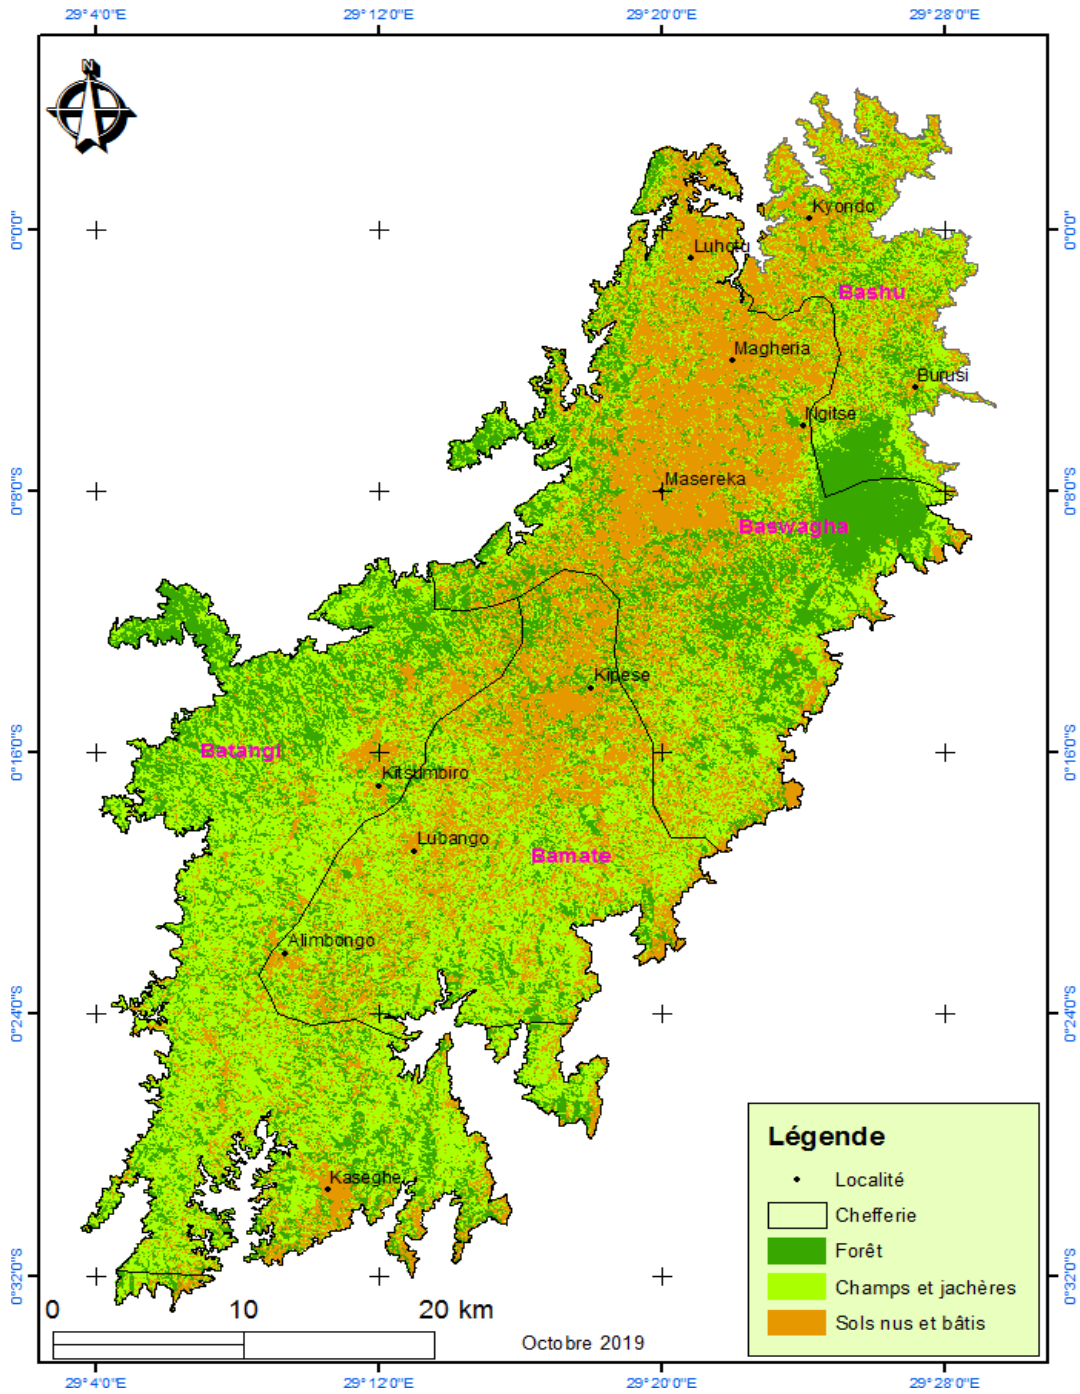 29°4'0"E 29°12'0"E 29°20'0"E 29°28'0"E
N
Kyondo
0°0'0" 0°0'0"
Luhotu
Bashu
Magheria
Burusi
Ngitse
Masereka
0°8'0"S 0°8'0"S
Baswagha
Kipese
Batangi
0°16'0"S 0°16'0"S
Kitsumbiro
Lubango
Bamate
Alimbongo
0°24'0"S 0°24'0"S
Légende
Kaseghe
Localité
Chefferie
Forêt
0°32'0"S 0°32'0"S
Champs et jachères
0 10 20 km
Sols nus et bâtis
Octobre 2019
29°4'0"E 29°12'0"E 29°20'0"E 29°28'0"E